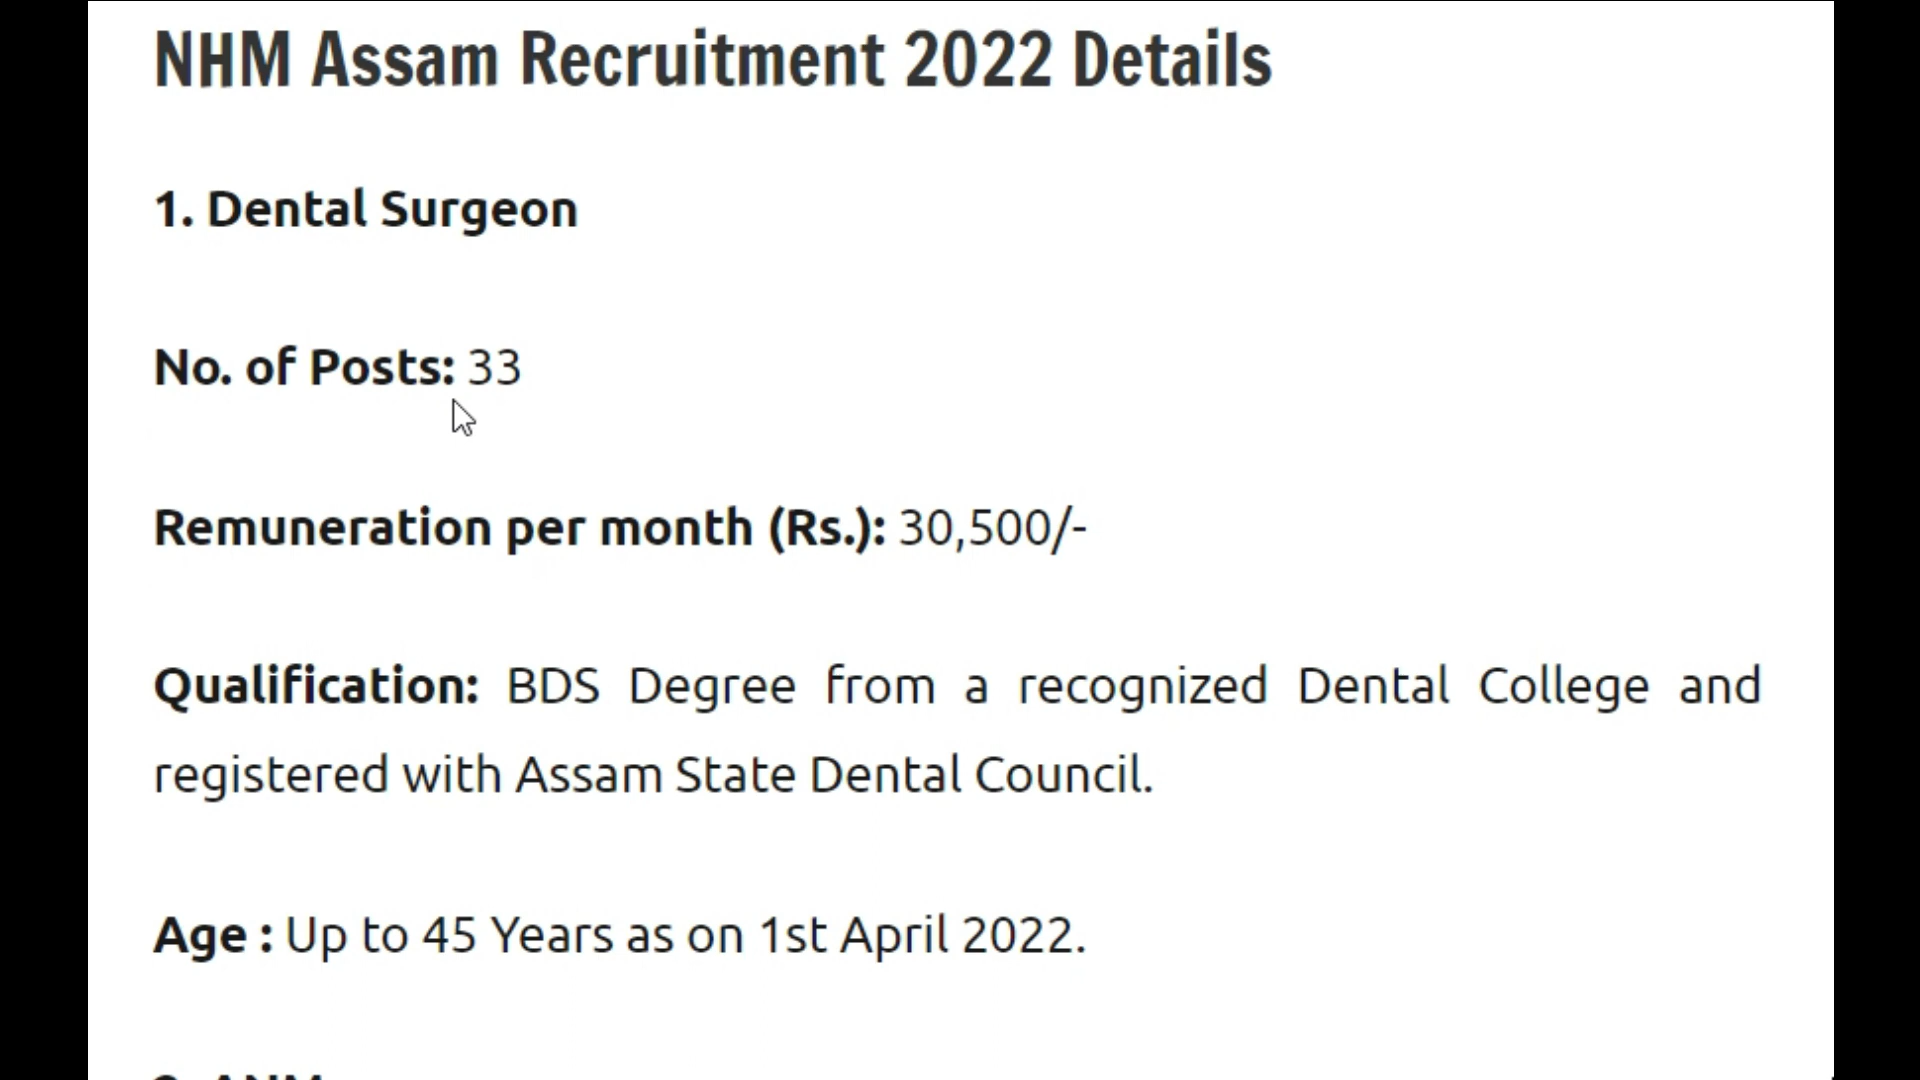 NHM Assam Recruitment 2022 Details
1. Dental Surgeon
No. of Posts: 33
Remuneration per month (Rs.): 30,500/-
Qualification: BDS Degree from a recognized Dental College and
registered with Assam State Dental Council.
Age : Up to 45 Years as on 1st April 2022.